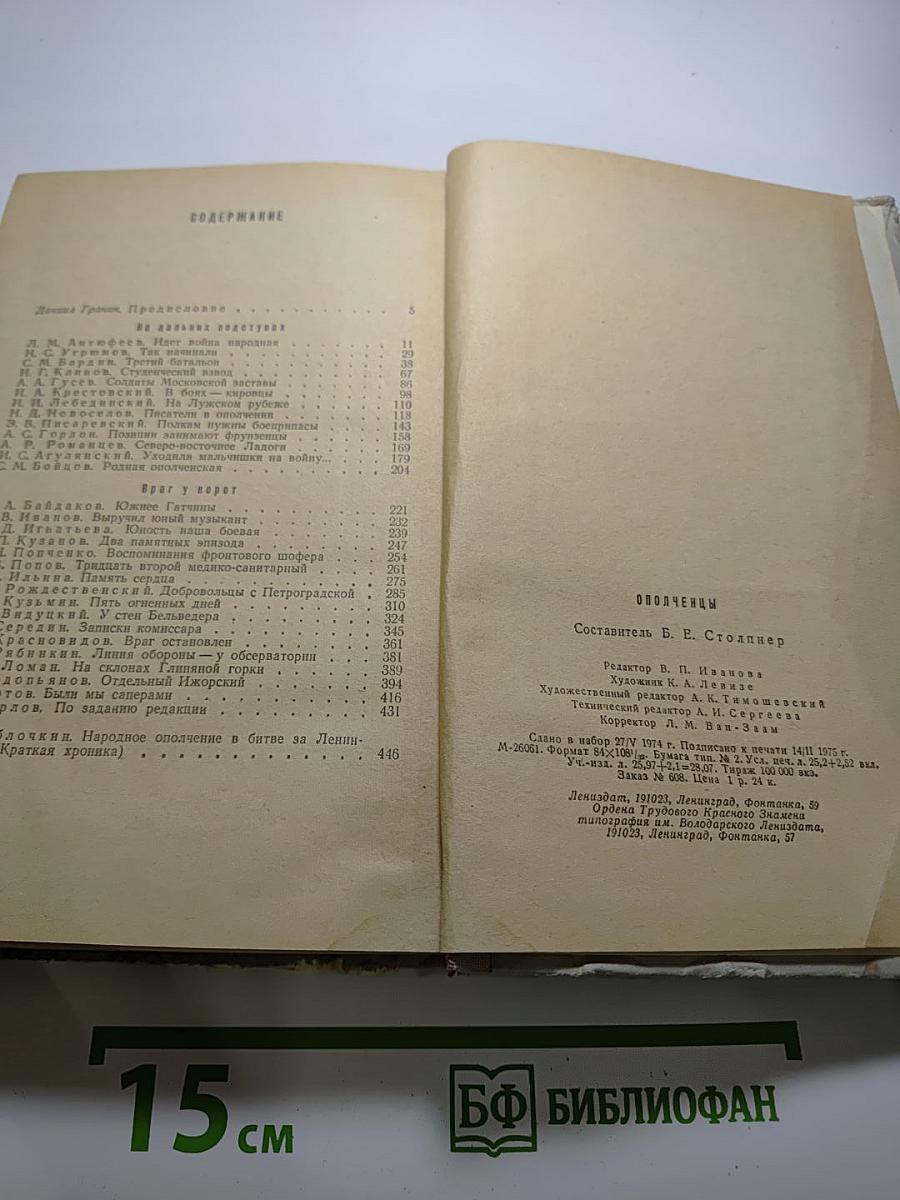 СОДЕРЖАНИЕ
Даниил Гранин. Предисловие . . . . . . . . . . . 5
На дальних подступах
Л. М. Антюфеев. Идет война народная . . . . . . . 11
Н. С. Угрюмов. Так начинали . . . . . . . . . . 29
С. М. Бардин. Третий батальон . . . . . . . . . 38
Н. Г. Клипов. Студенческий взвод . . . . . . . . 67
А. А. Гусев. Солдаты Московской заставы . . . . . . 86
И. А. Крестовский. В боях — кировцы . . . . . . . 98
Н. И. Лебединский. На Лужском рубеже . . . . . . 110
Н. Д. Новоселов. Писатели в ополчении . . . . . . 118
Э. В. Писаревский. Полкам нужны боеприпасы . . . . 143
А. С. Гордон. Позиции занимают фрунзенцы . . . . . 158
А. Р. Романцев. Северо-восточнее Ладоги . . . . . . 169
И. С. Агулянский. Уходили мальчишки на войну... . . . 179
С. М. Бойцов. Родная ополченская . . . . . . . . 204
Враг у ворот
А. Байдаков. Южнее Гатчины . . . . . . . . 221
В. Иванов. Выручил юный музыкант . . . . . . . 232
Д. Игнатьева. Юность наша боевая . . . . . . . 239
П. Кузанов. Два памятных эпизода . . . . . . . 247
Попченко. Воспоминания фронтового шофера . . . . 254
Попов. Тридцать второй медико-санитарный . . . . . 261
Ильина. Память сердца . . . . . . . . . . 275
Рождественский. Добровольцы с Петроградской . 285
Кузьмин. Пять огненных дней . . . . . . . . 310
Видуцкий. У стен Бельведера . . . . . . . . 324
Середин. Записки комиссара . . . . . . . . 345
Красновидов. Враг остановлен . . . . . . . . 361
Рябинкин. Линия обороны — у обсерватории . . . . 381
Ломан. На склонах Глиняной горки . . . . . . . 389
допьянов. Отдельный Ижорский . . . . . . . . 394
отов. Были мы саперами . . . . . . . . . . 416
рлов. По заданию редакции . . . . . . . . . 431
блочкин. Народное ополчение в битве за Ленин-
Краткая хроника) . . . . . . . . . . . . . 446
ОПОЛЧЕНЦЫ
Составитель Б. Е. Столпнер
Редактор В. П. Иванова
Художник К. А. Левизе
Художественный редактор А. К. Тимошевский
Технический редактор А. И. Сергеева
Корректор Л. М. Ван-Заам
Сдано в набор 27/V 1974 г. Подписано к печати 14/II 1975 г.
М-26061. Формат 84×108¹/₃₂. Бумага тип. № 2. Усл. печ. л. 25,2+2,52 вкл.
Уч.-изд. л. 25,97+2,1=28,07. Тираж 100 000 экз.
Заказ № 608. Цена 1 р. 24 к.
Лениздат, 191023, Ленинград, Фонтанка, 59
Ордена Трудового Красного Знамени
типография им. Володарского Лениздата,
191023, Ленинград, Фонтанка, 57
15 см
БФ БИБЛИОФАН